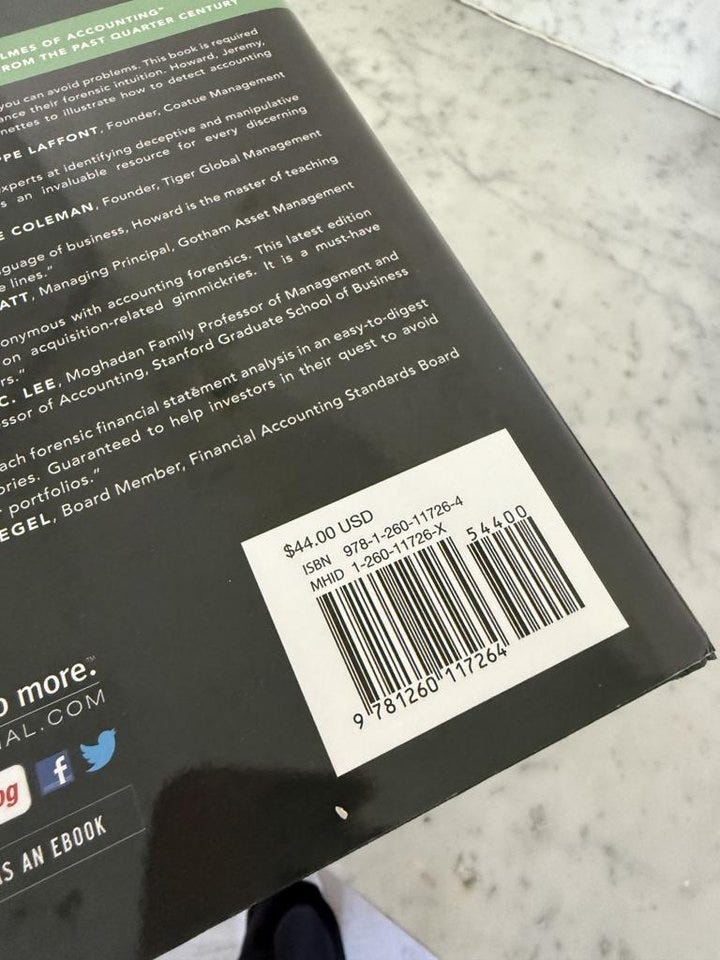 LMES OF ACCOUNTING"
ROM THE PAST QUARTER CENTURY
you can avoid problems. This book is required
ance their forensic intuition. Howard, Jeremy,
nettes to illustrate how to detect accounting
PPE LAFFONT, Founder, Coatue Management
xperts at identifying deceptive and manipulative
s an invaluable resource for every discerning
E COLEMAN, Founder, Tiger Global Management
guage of business, Howard is the master of teaching
e lines."
ATT, Managing Principal, Gotham Asset Management
onymous with accounting forensics. This latest edition
on acquisition-related gimmickries. It is a must-have
rs."
C. LEE, Moghadan Family Professor of Management and
ssor of Accounting, Stanford Graduate School of Business
ach forensic financial statement analysis in an easy-to-digest
ories. Guaranteed to help investors in their quest to avoid
portfolios."
EGEL, Board Member, Financial Accounting Standards Board
$44.00 USD
ISBN 978-1-260-11726-4
MHID 1-260-11726-X
54400
9 781260 117264
o more.™
AL.COM
og
f
S AN EBOOK